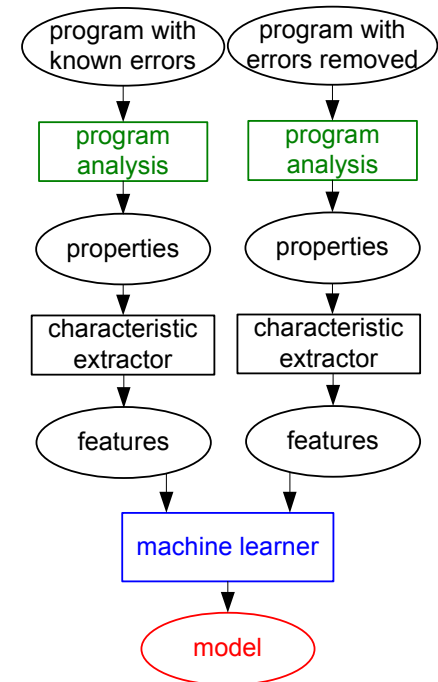 program with
known errors
program with
errors removed
program
analysis
program
analysis
properties
properties
characteristic
extractor
characteristic
extractor
features
features
machine learner
model